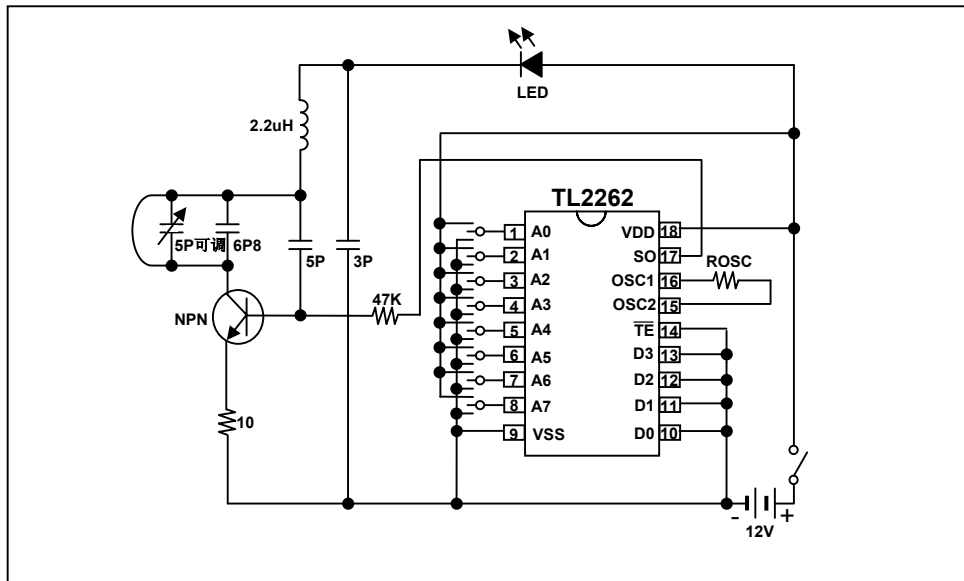 LED
2.2uH
TL2262
5P可调
6P8
5P
3P
1 A0 VDD 18
2 A1 SO 17
ROSC
3 A2 OSC1 16
47K
4 A3 OSC2 15
NPN
5 A4 TE 14
6 A5 D3 13
7 A6 D2 12
8 A7 D1 11
10
9 VSS D0 10
- +
12V